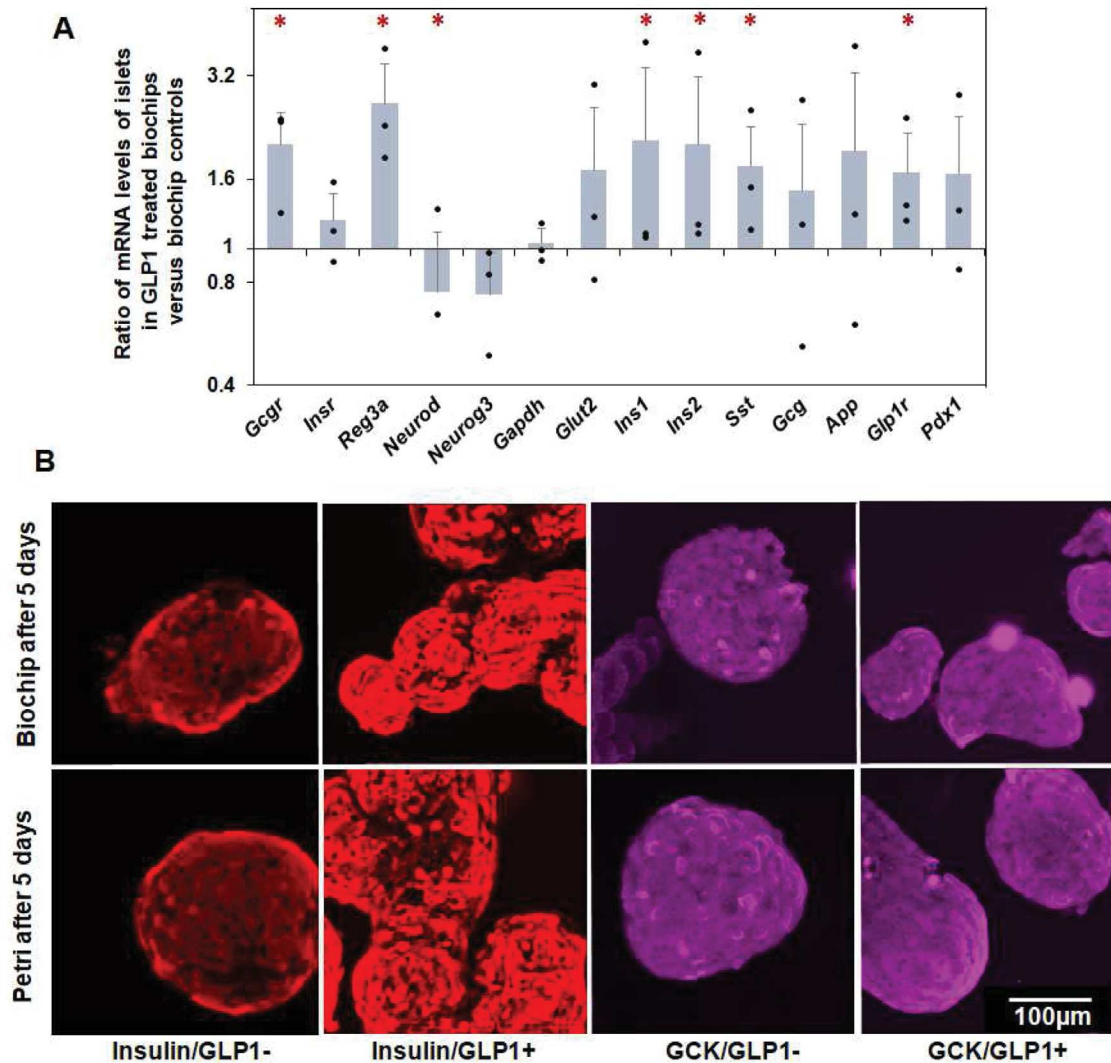 A
Ratio of mRNA levels of islets
in GLP1 treated biochips
versus biochip controls
* * * * * * *
3.2
1.6
1
0.8
0.4
Gcgr Insr Reg3a Neurod Neurog3 Gapdh Glut2 Ins1 Ins2 Sst Gcg App Glp1r Pdx1
B
Biochip after 5 days
Petri after 5 days
100µm
Insulin/GLP1- Insulin/GLP1+ GCK/GLP1- GCK/GLP1+